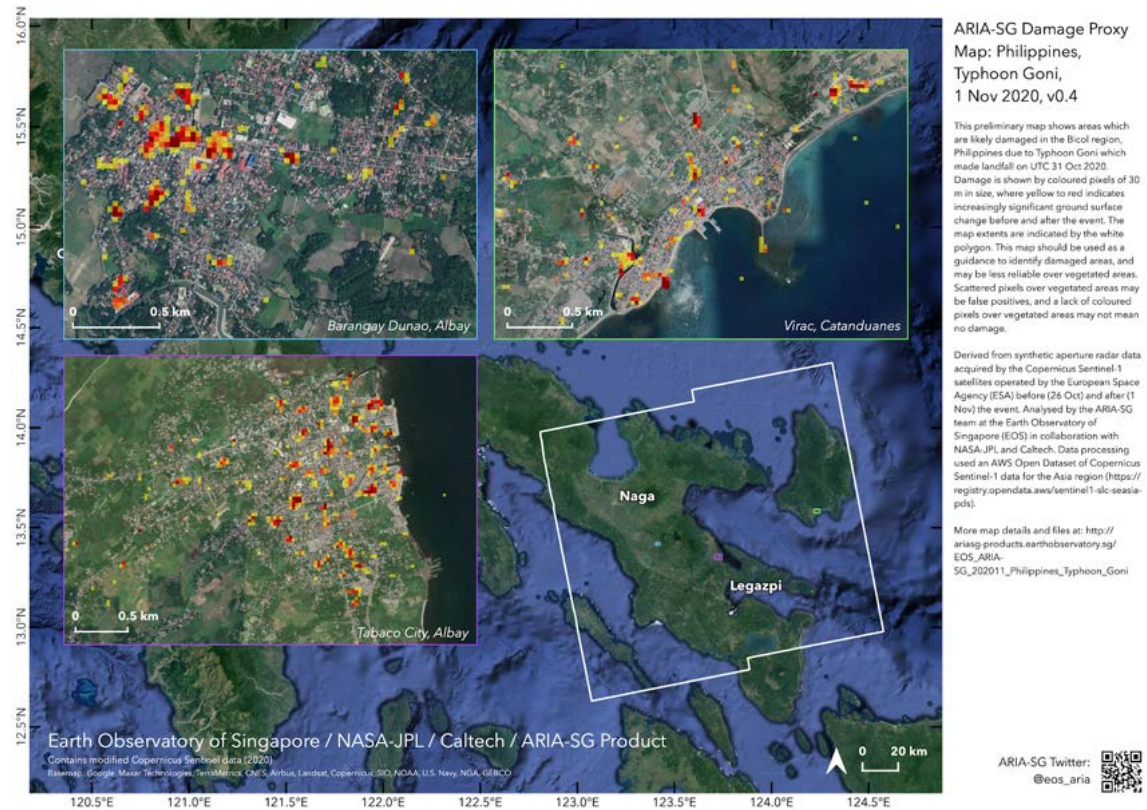 ARIA-SG Damage Proxy
Map: Philippines,
Typhoon Goni,
1 Nov 2020, v0.4
This preliminary map shows areas which
are likely damaged in the Bicol region,
Philippines due to Typhoon Goni which
made landfall on UTC 31 Oct 2020.
Damage is shown by coloured pixels of 30
m in size, where yellow to red indicates
increasingly significant ground surface
change before and after the event. The
map extents are indicated by the white
polygon. This map should be used as a
guidance to identify damaged areas, and
may be less reliable over vegetated areas.
Scattered pixels over vegetated areas may
be false positives, and a lack of coloured
pixels over vegetated areas may not mean
no damage.
Derived from synthetic aperture radar data
acquired by the Copernicus Sentinel-1
satellites operated by the European Space
Agency (ESA) before (26 Oct) and after (1
Nov) the event. Analysed by the ARIA-SG
team at the Earth Observatory of
Singapore (EOS) in collaboration with
NASA-JPL and Caltech. Data processing
used an AWS Open Dataset of Copernicus
Sentinel-1 data for the Asia region (https://
registry.opendata.aws/sentinel1-slc-seasia-
pds).
More map details and files at: http://
ariasg-products.earthobservatory.sg/
EOS_ARIA-
SG_202011_Philippines_Typhoon_Goni
ARIA-SG Twitter:
@eos_aria
16.0°N
15.5°N
15.0°N
14.5°N
14.0°N
13.5°N
13.0°N
12.5°N
0 0.5 km
Barangay Dunao, Albay
0 0.5 km
Virac, Catanduanes
0 0.5 km
Tabaco City, Albay
Naga
Legazpi
Earth Observatory of Singapore / NASA-JPL / Caltech / ARIA-SG Product
Contains modified Copernicus Sentinel data (2020)
Basemap: Google, Maxar Technologies, TerraMetrics, CNES, Airbus, Landsat, Copernicus, SIO, NOAA, U.S. Navy, NGA, GEBCO
0 20 km
120.5°E 121.0°E 121.5°E 122.0°E 122.5°E 123.0°E 123.5°E 124.0°E 124.5°E